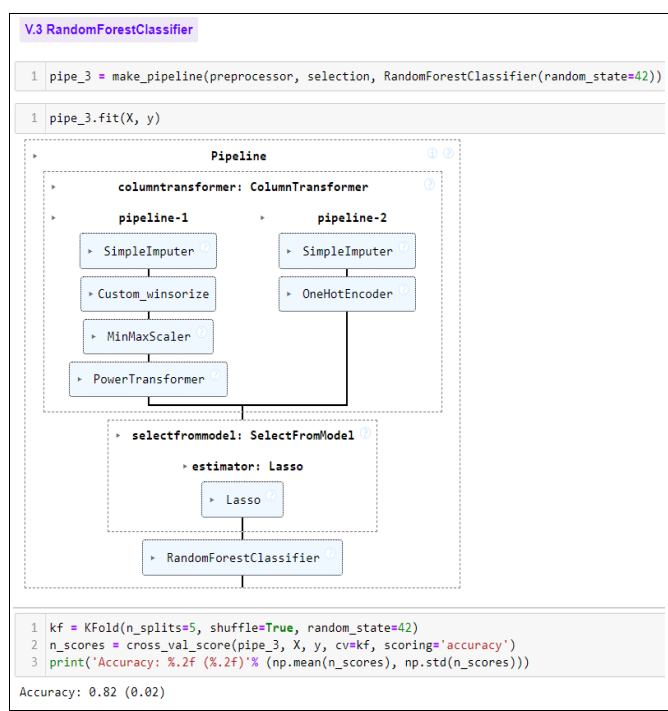 V.3 RandomForestClassifier
1 pipe_3 = make_pipeline(preprocessor, selection, RandomForestClassifier(random_state=42))
1 pipe_3.fit(X, y)
▸ Pipeline i ?
▸ columntransformer: ColumnTransformer ?
▸ pipeline-1 ▸ pipeline-2
▸ SimpleImputer ? ▸ SimpleImputer ?
▸ Custom_winsorize ▸ OneHotEncoder ?
▸ MinMaxScaler ?
▸ PowerTransformer ?
▸ selectfrommodel: SelectFromModel ?
▸ estimator: Lasso
▸ Lasso ?
▸ RandomForestClassifier ?
1 kf = KFold(n_splits=5, shuffle=True, random_state=42)
2 n_scores = cross_val_score(pipe_3, X, y, cv=kf, scoring='accuracy')
3 print('Accuracy: %.2f (%.2f)'% (np.mean(n_scores), np.std(n_scores)))
Accuracy: 0.82 (0.02)